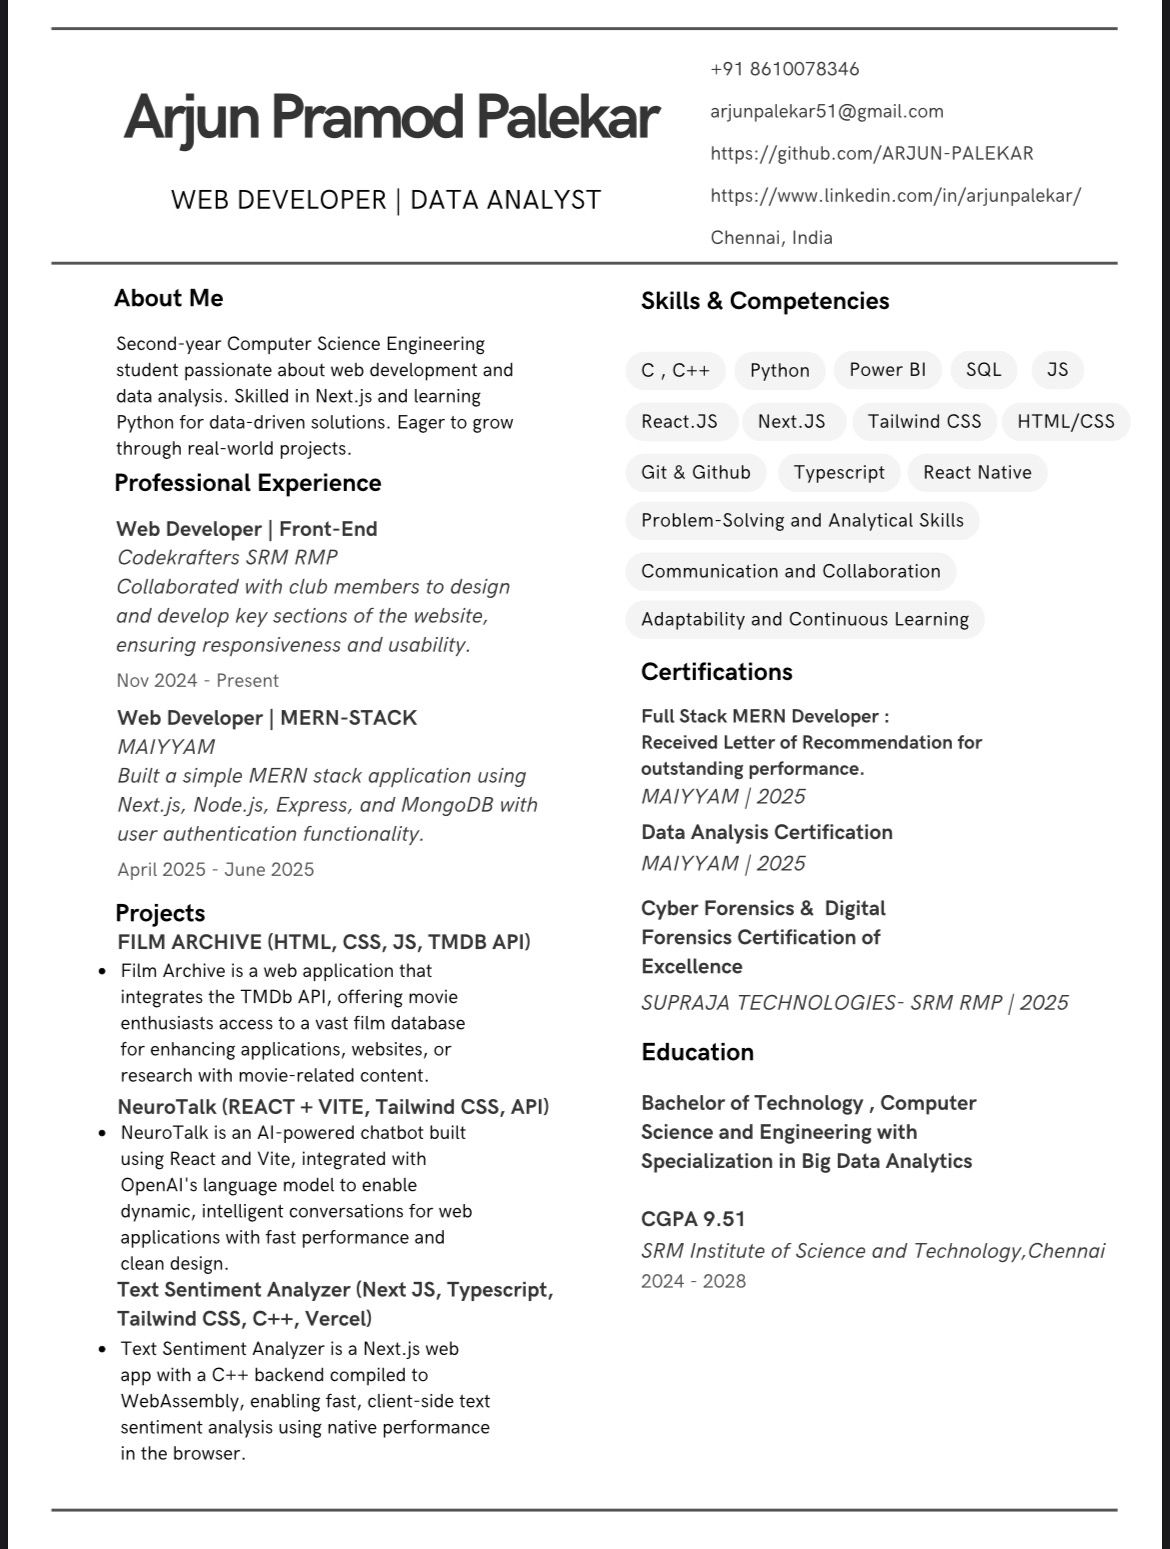 Arjun Pramod Palekar
WEB DEVELOPER | DATA ANALYST
+91 8610078346
arjunpalekar51@gmail.com
https://github.com/ARJUN-PALEKAR
https://www.linkedin.com/in/arjunpalekar/
Chennai, India
About Me
Second-year Computer Science Engineering
student passionate about web development and
data analysis. Skilled in Next.js and learning
Python for data-driven solutions. Eager to grow
through real-world projects.
Professional Experience
Web Developer | Front-End
Codekrafters SRM RMP
Collaborated with club members to design
and develop key sections of the website,
ensuring responsiveness and usability.
Nov 2024 - Present
Web Developer | MERN-STACK
MAIYYAM
Built a simple MERN stack application using
Next.js, Node.js, Express, and MongoDB with
user authentication functionality.
April 2025 - June 2025
Projects
FILM ARCHIVE (HTML, CSS, JS, TMDB API)
• Film Archive is a web application that
integrates the TMDb API, offering movie
enthusiasts access to a vast film database
for enhancing applications, websites, or
research with movie-related content.
NeuroTalk (REACT + VITE, Tailwind CSS, API)
• NeuroTalk is an AI-powered chatbot built
using React and Vite, integrated with
OpenAI's language model to enable
dynamic, intelligent conversations for web
applications with fast performance and
clean design.
Text Sentiment Analyzer (Next JS, Typescript,
Tailwind CSS, C++, Vercel)
• Text Sentiment Analyzer is a Next.js web
app with a C++ backend compiled to
WebAssembly, enabling fast, client-side text
sentiment analysis using native performance
in the browser.
Skills & Competencies
C , C++ Python Power BI SQL JS
React.JS Next.JS Tailwind CSS HTML/CSS
Git & Github Typescript React Native
Problem-Solving and Analytical Skills
Communication and Collaboration
Adaptability and Continuous Learning
Certifications
Full Stack MERN Developer :
Received Letter of Recommendation for
outstanding performance.
MAIYYAM | 2025
Data Analysis Certification
MAIYYAM | 2025
Cyber Forensics & Digital
Forensics Certification of
Excellence
SUPRAJA TECHNOLOGIES- SRM RMP | 2025
Education
Bachelor of Technology , Computer
Science and Engineering with
Specialization in Big Data Analytics
CGPA 9.51
SRM Institute of Science and Technology,Chennai
2024 - 2028